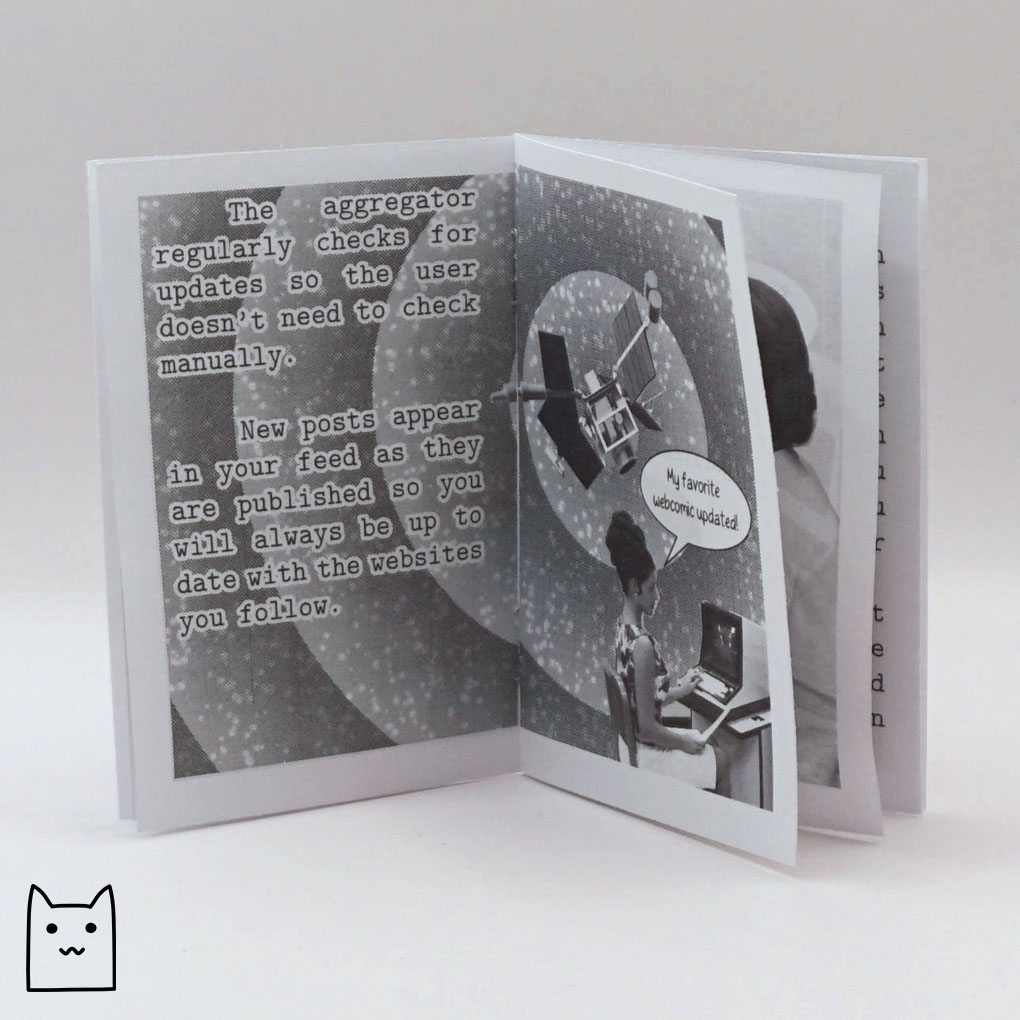 The aggregator
regularly checks for
updates so the user
doesn't need to check
manually.
New posts appear
in your feed as they
are published so you
will always be up to
date with the websites
you follow.
My favorite
webcomic updated!